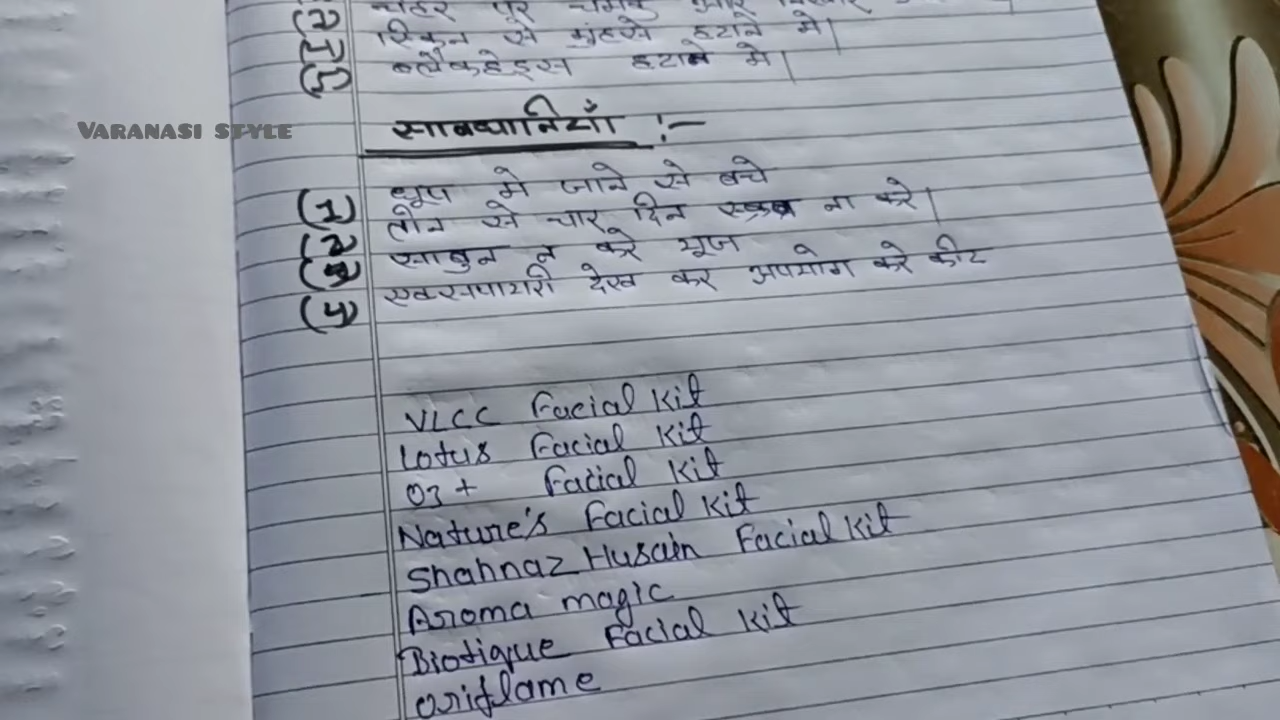 (2)
(3) स्किन से मुंहासे हटाने मे।
(4) ब्लैकहेड्स हटाने मे।
VARANASI STYLE
सावधानियाँ :-
(1) धूप मे जाने से बचे
(2) तीन से चार दिन स्क्रब ना करे।
(3) साबुन न करे यूज
(4) एक्सपायरी देख कर उपयोग करे कीट
VLCC Facial Kit
Lotus Facial Kit
O3+ Facial Kit
Nature's Facial Kit
Shahnaz Husain Facial Kit
Aroma magic
Biotique Facial Kit
Oriflame